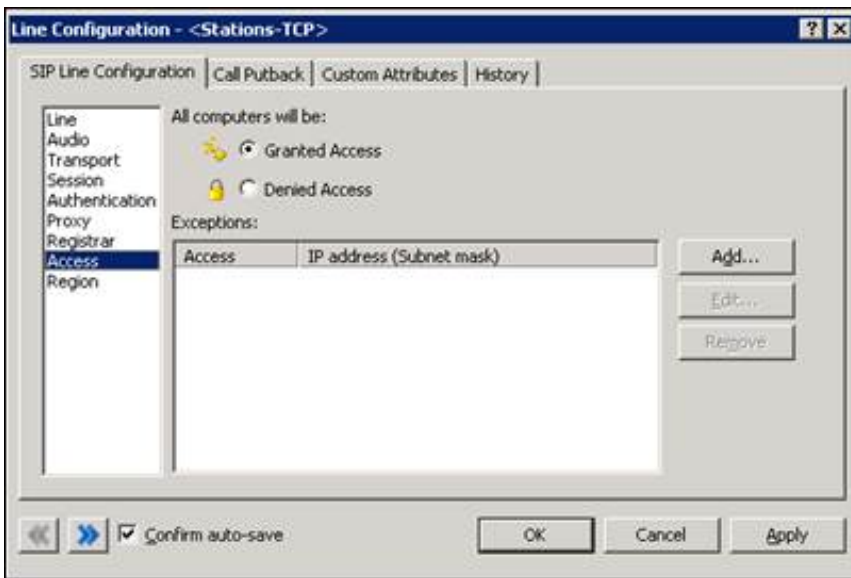 Line Configuration - <Stations-TCP>
SIP Line Configuration Call Putback Custom Attributes History
Line
Audio
Transport
Session
Authentication
Proxy
Registrar
Access
Region
All computers will be:
Granted Access
Denied Access
Exceptions:
Access IP address (Subnet mask)
Add...
Edit...
Remove
Confirm auto-save
OK Cancel Apply